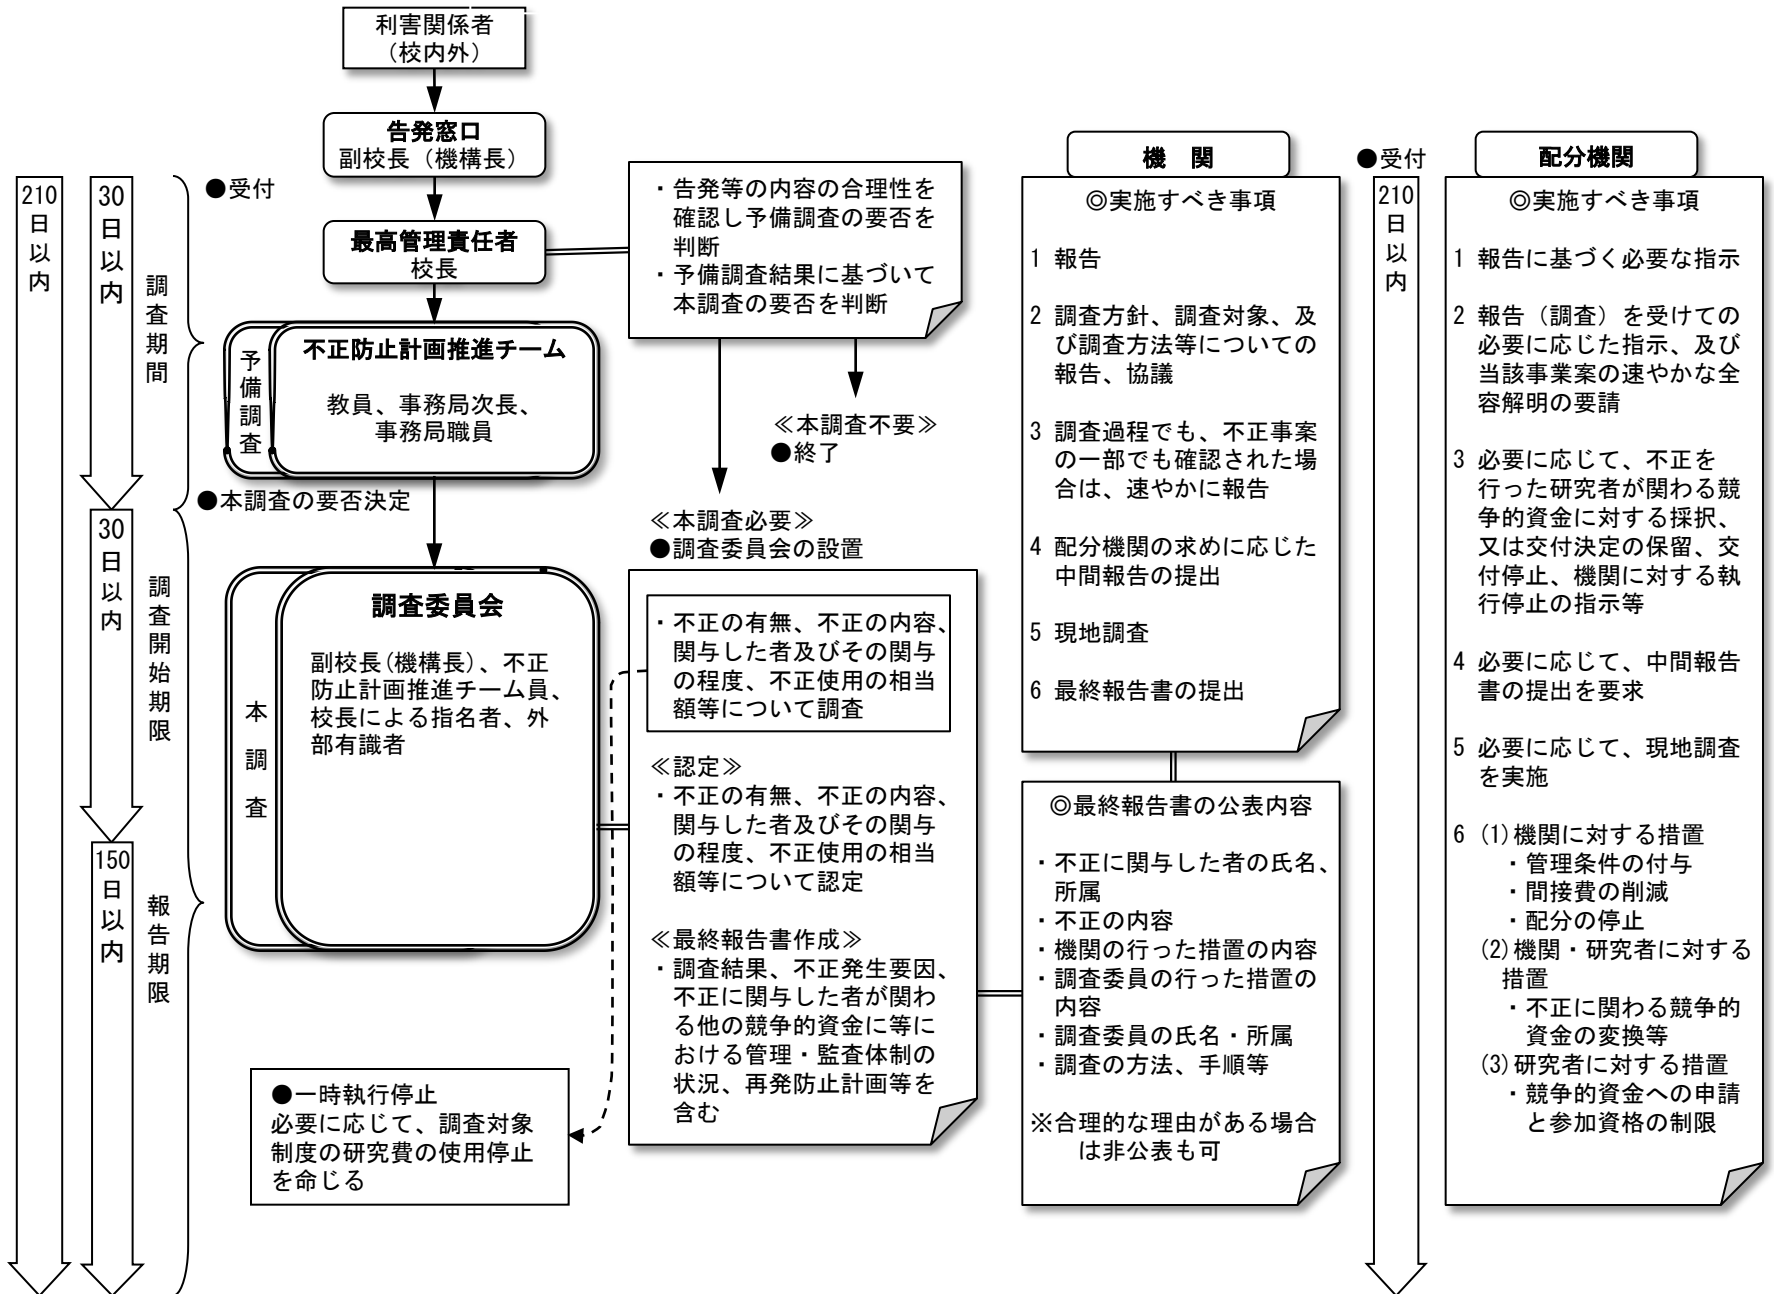 利害関係者
（校内外）
告発窓口
副校長（機構長）
●受付
最高管理責任者
校長
・告発等の内容の合理性を
確認し予備調査の要否を
判断
・予備調査結果に基づいて
本調査の要否を判断
210
日
以
内
30
日
以
内
調
査
期
間
予
備
調
査
不正防止計画推進チーム
教員、事務局次長、
事務局職員
≪本調査不要≫
●終了
●本調査の要否決定
≪本調査必要≫
●調査委員会の設置
30
日
以
内
調
査
開
始
期
限
本
調
査
調査委員会
副校長(機構長)、不正
防止計画推進チーム員、
校長による指名者、外
部有識者
・不正の有無、不正の内容、
関与した者及びその関与
の程度、不正使用の相当
額等について調査
≪認定≫
・不正の有無、不正の内容、
関与した者及びその関与
の程度、不正使用の相当
額等について認定
≪最終報告書作成≫
・調査結果、不正発生要因、
不正に関与した者が関わ
る他の競争的資金に等に
おける管理・監査体制の
状況、再発防止計画等を
含む
150
日
以
内
報
告
期
限
●一時執行停止
必要に応じて、調査対象
制度の研究費の使用停止
を命じる
機　関
◎実施すべき事項
1 報告
2 調査方針、調査対象、及
び調査方法等についての
報告、協議
3 調査過程でも、不正事案
の一部でも確認された場
合は、速やかに報告
4 配分機関の求めに応じた
中間報告の提出
5 現地調査
6 最終報告書の提出
◎最終報告書の公表内容
・不正に関与した者の氏名、
所属
・不正の内容
・機関の行った措置の内容
・調査委員の行った措置の
内容
・調査委員の氏名・所属
・調査の方法、手順等
※合理的な理由がある場合
は非公表も可
●受付
210
日
以
内
配分機関
◎実施すべき事項
1 報告に基づく必要な指示
2 報告（調査）を受けての
必要に応じた指示、及び
当該事業案の速やかな全
容解明の要請
3 必要に応じて、不正を
行った研究者が関わる競
争的資金に対する採択、
又は交付決定の保留、交
付停止、機関に対する執
行停止の指示等
4 必要に応じて、中間報告
書の提出を要求
5 必要に応じて、現地調査
を実施
6 (1)機関に対する措置
・管理条件の付与
・間接費の削減
・配分の停止
(2)機関・研究者に対する
措置
・不正に関わる競争的
資金の変換等
(3)研究者に対する措置
・競争的資金への申請
と参加資格の制限